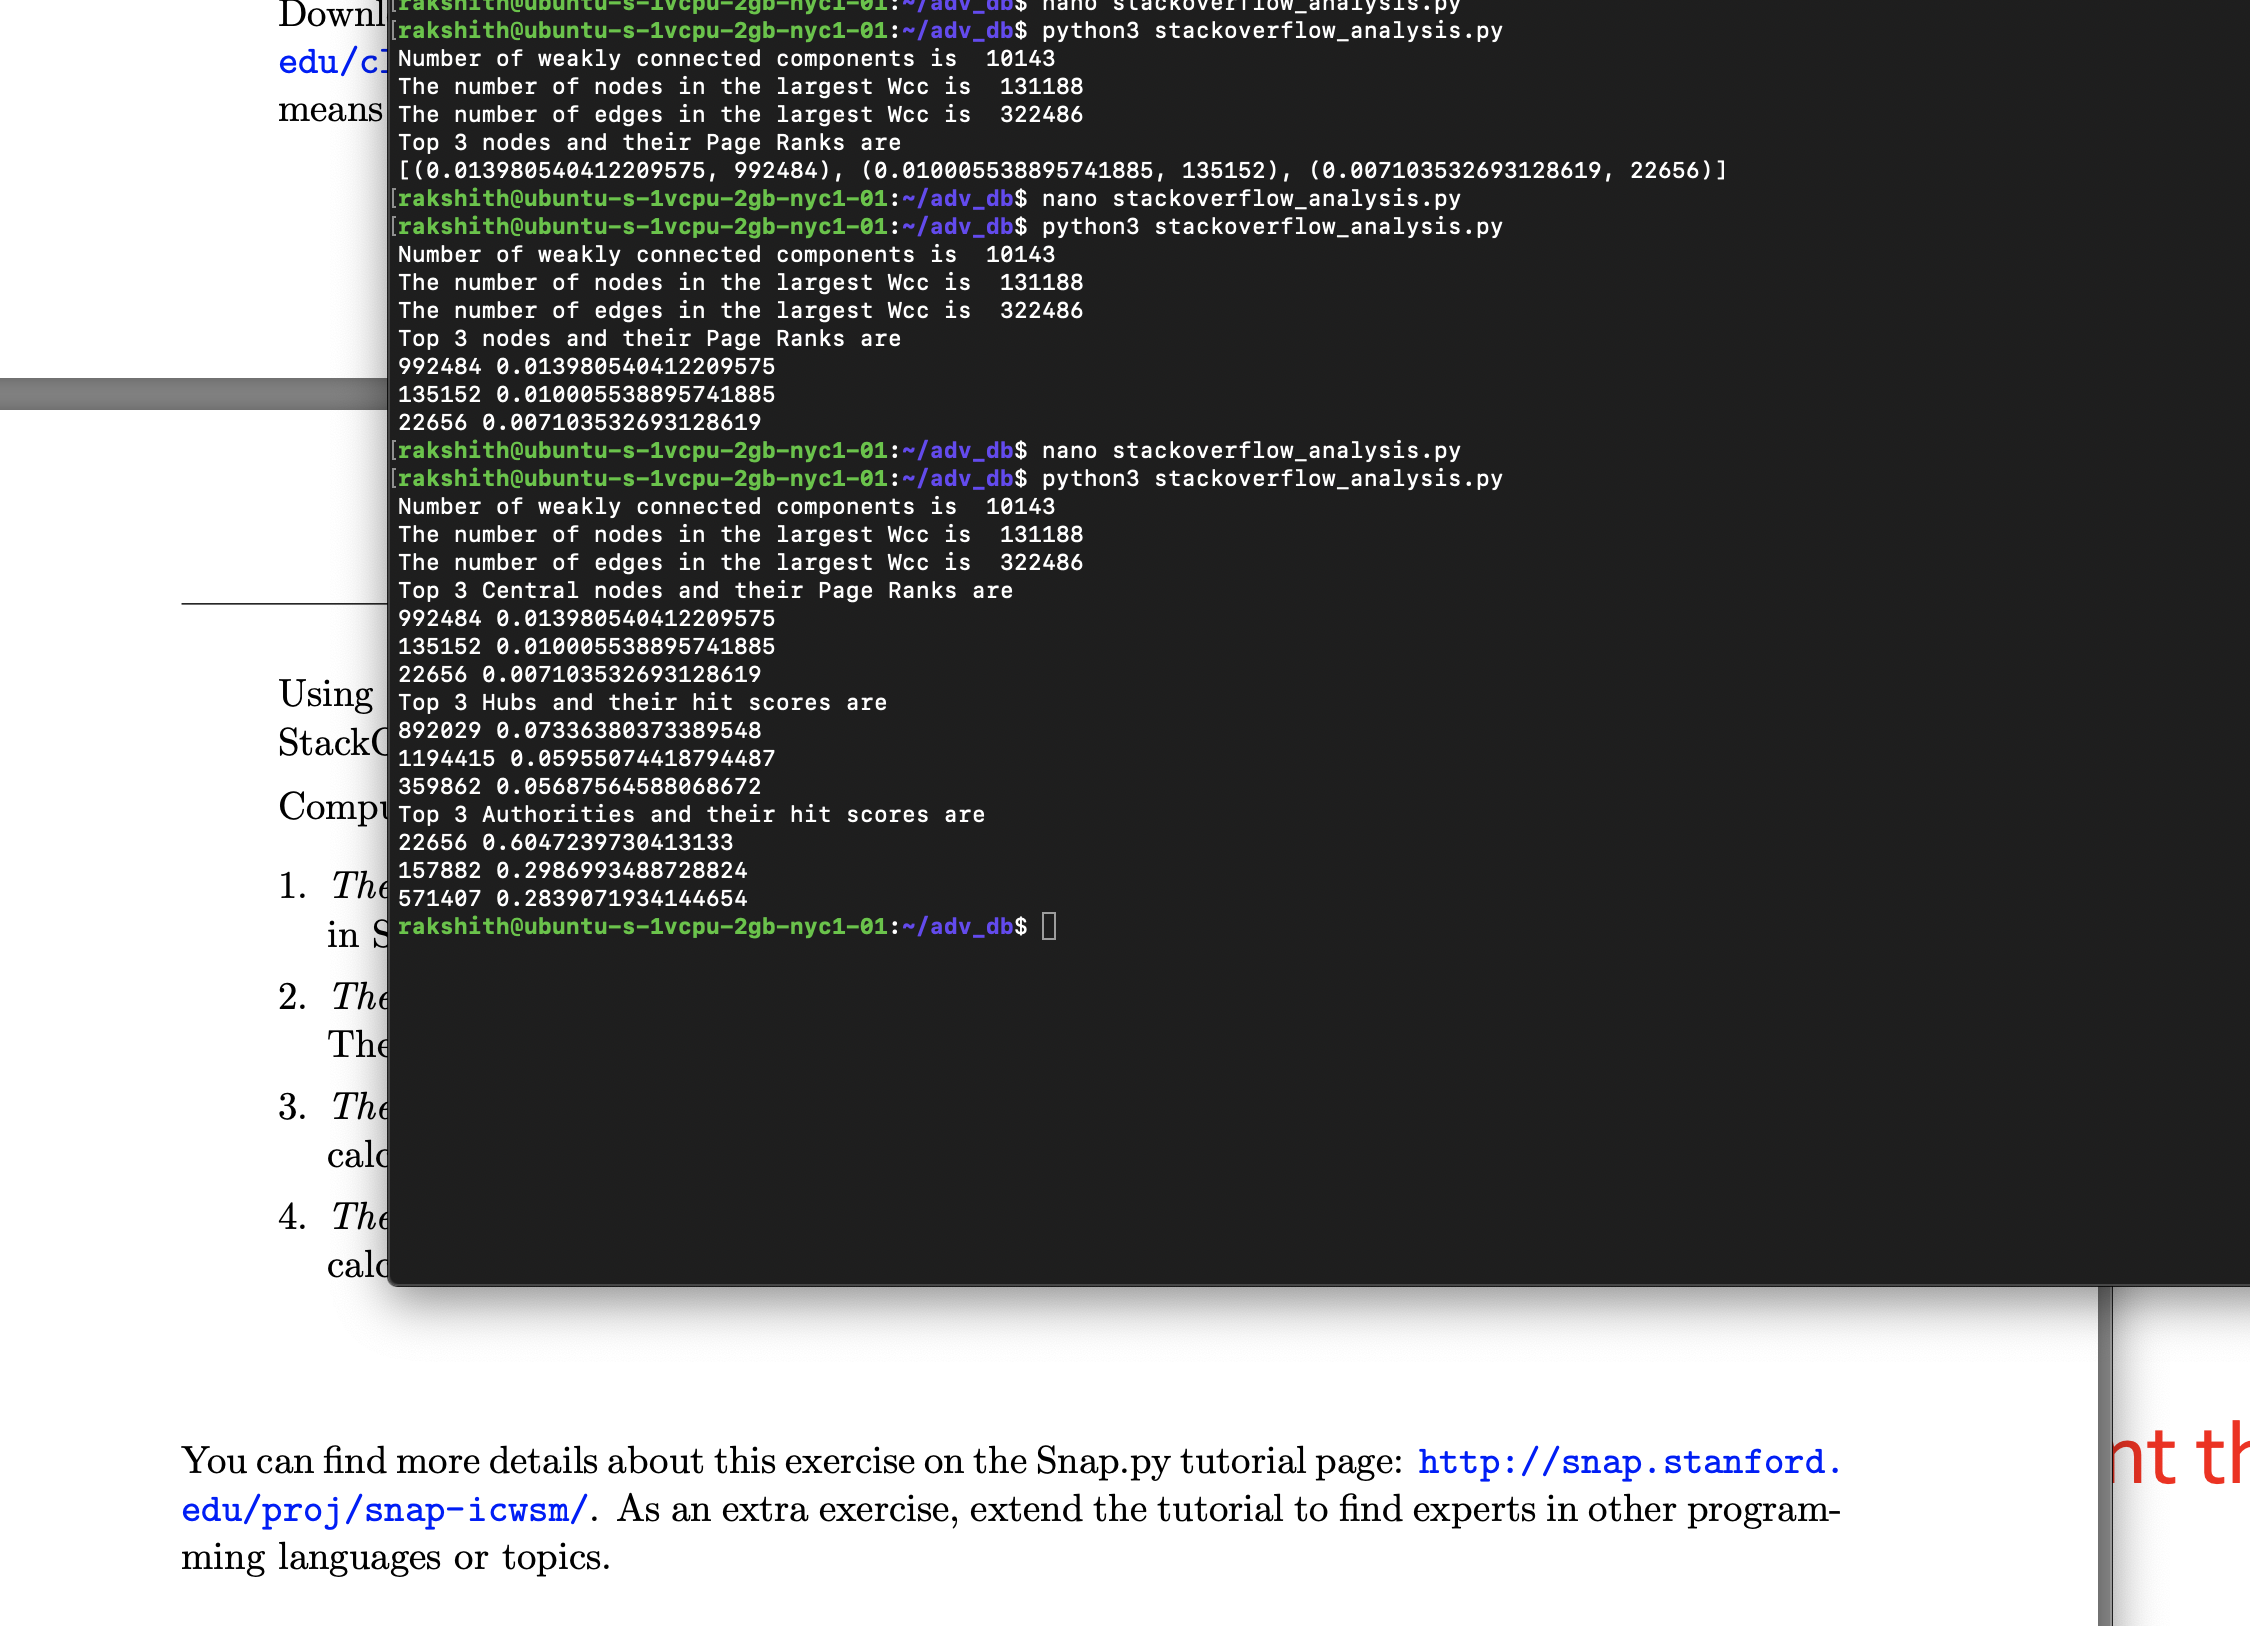 Downl
edu/cl
means
rakshith@ubuntu-s-1vcpu-2gb-nyc1-01:~/adv_db$ nano stackoverflow_analysis.py
[rakshith@ubuntu-s-1vcpu-2gb-nyc1-01:~/adv_db$ python3 stackoverflow_analysis.py
Number of weakly connected components is  10143
The number of nodes in the largest Wcc is  131188
The number of edges in the largest Wcc is  322486
Top 3 nodes and their Page Ranks are
[(0.013980540412209575, 992484), (0.010005538895741885, 135152), (0.007103532693128619, 22656)]
[rakshith@ubuntu-s-1vcpu-2gb-nyc1-01:~/adv_db$ nano stackoverflow_analysis.py
[rakshith@ubuntu-s-1vcpu-2gb-nyc1-01:~/adv_db$ python3 stackoverflow_analysis.py
Number of weakly connected components is  10143
The number of nodes in the largest Wcc is  131188
The number of edges in the largest Wcc is  322486
Top 3 nodes and their Page Ranks are
992484 0.013980540412209575
135152 0.010005538895741885
22656 0.007103532693128619
[rakshith@ubuntu-s-1vcpu-2gb-nyc1-01:~/adv_db$ nano stackoverflow_analysis.py
[rakshith@ubuntu-s-1vcpu-2gb-nyc1-01:~/adv_db$ python3 stackoverflow_analysis.py
Number of weakly connected components is  10143
The number of nodes in the largest Wcc is  131188
The number of edges in the largest Wcc is  322486
Top 3 Central nodes and their Page Ranks are
992484 0.013980540412209575
135152 0.010005538895741885
22656 0.007103532693128619
Top 3 Hubs and their hit scores are
892029 0.07336380373389548
1194415 0.05955074418794487
359862 0.05687564588068672
Top 3 Authorities and their hit scores are
22656 0.6047239730413133
157882 0.2986993488728824
571407 0.2839071934144654
rakshith@ubuntu-s-1vcpu-2gb-nyc1-01:~/adv_db$
Using
StackO
Compu
1. The
in S
2. The
The
3. The
calc
4. The
calc
You can find more details about this exercise on the Snap.py tutorial page: http://snap.stanford.
edu/proj/snap-icwsm/. As an extra exercise, extend the tutorial to find experts in other program-
ming languages or topics.
nt th